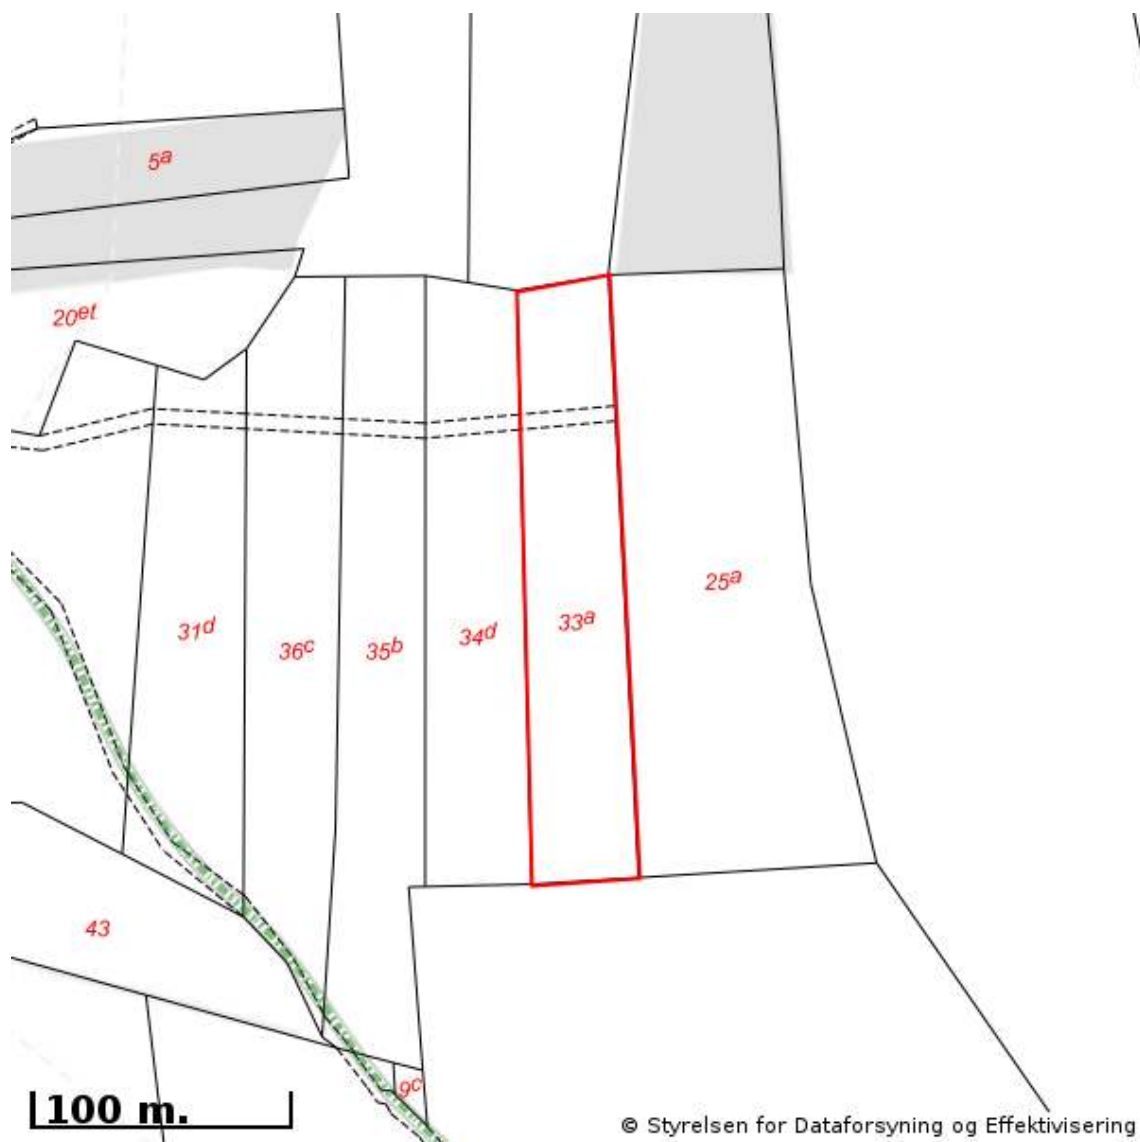 5a
20et
25a
33a
31d
34d
36c
35b
43
9c
100 m.
© Styrelsen for Dataforsyning og Effektivisering